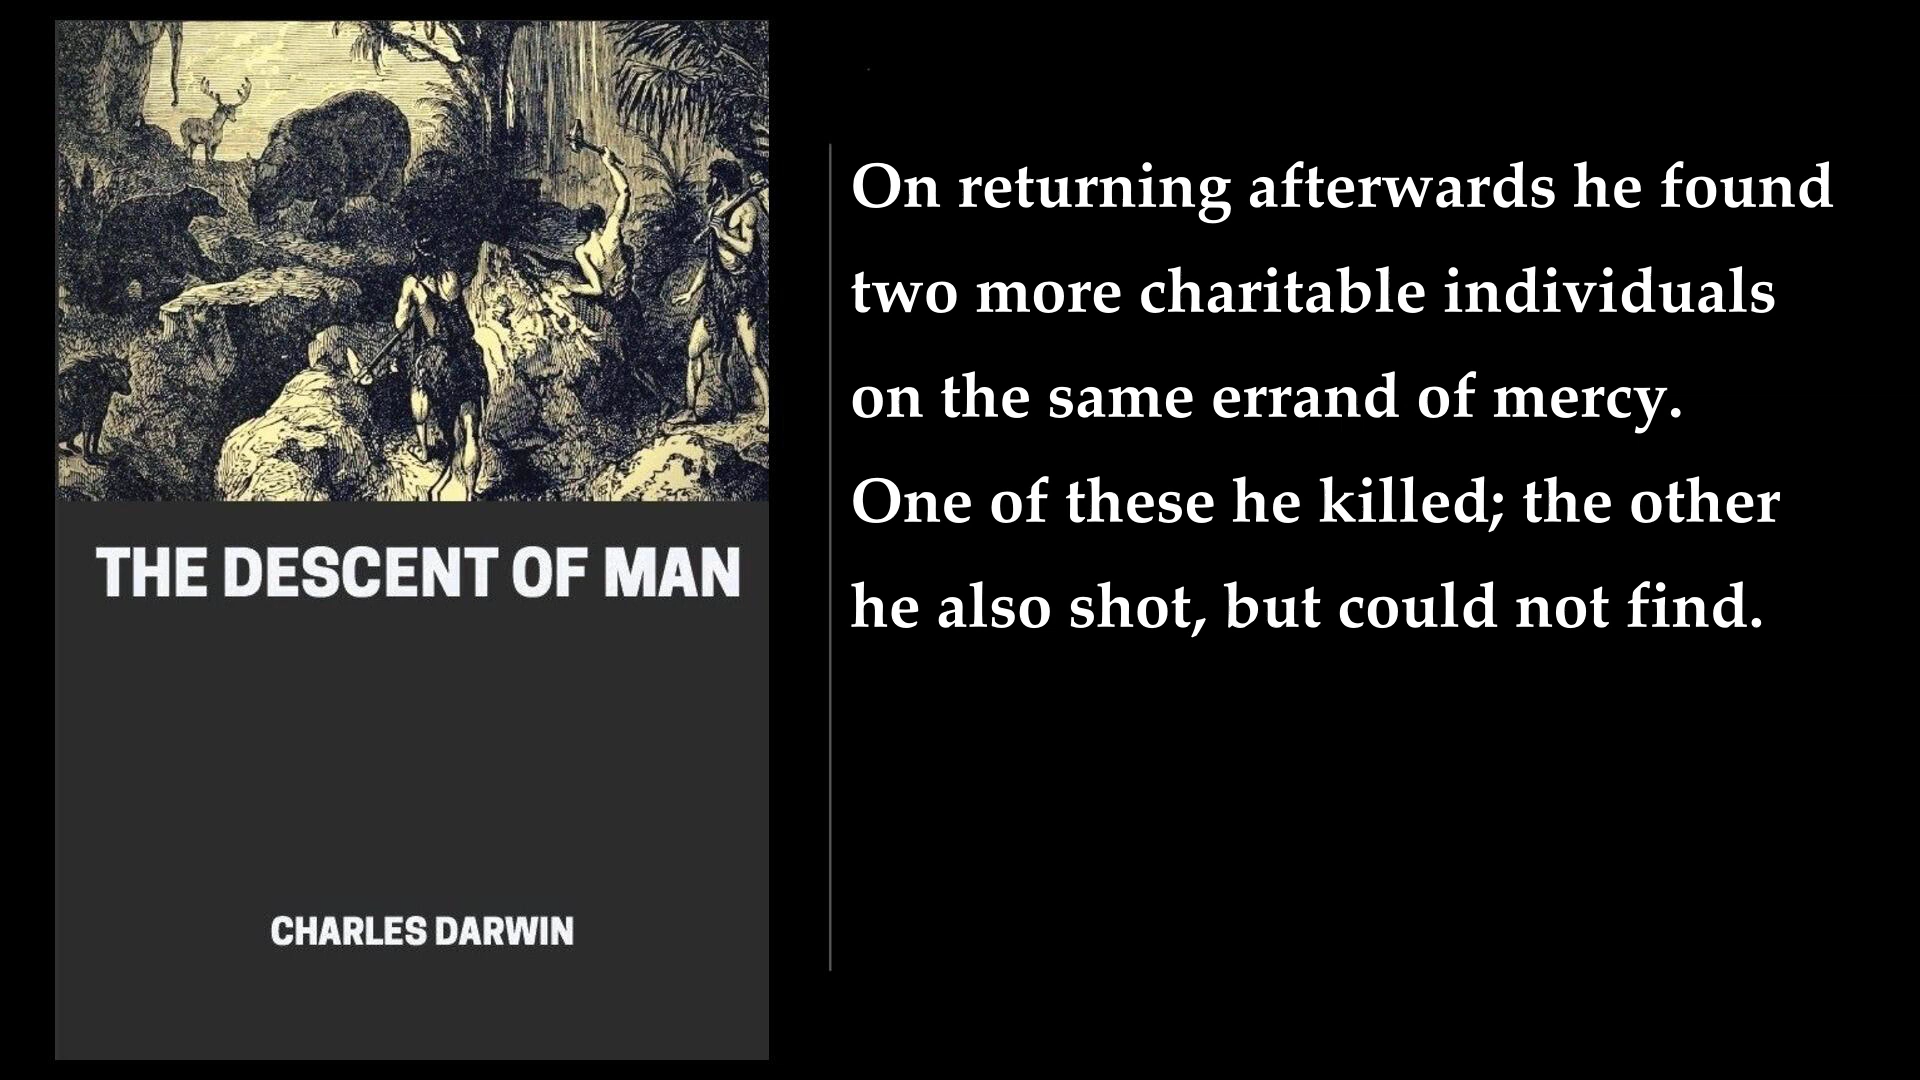 THE DESCENT OF MAN
CHARLES DARWIN
On returning afterwards he found
two more charitable individuals
on the same errand of mercy.
One of these he killed; the other
he also shot, but could not find.